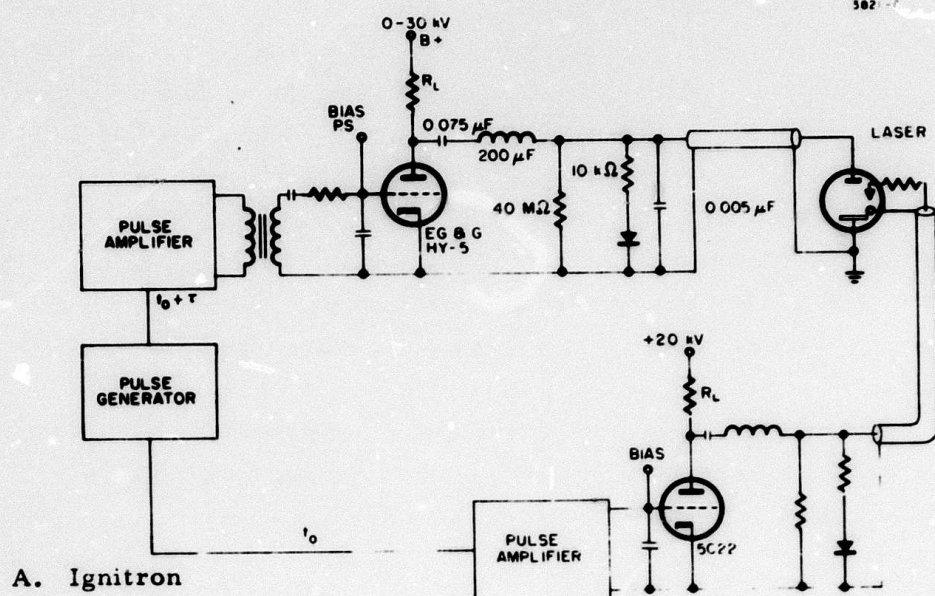 302
0-30 kV
B+
R_L
BIAS
PS
0.075 μF
200 μF
10 kΩ
40 MΩ
0.005 μF
LASER
PULSE
AMPLIFIER
EG & G
HY-5
t₀ + τ
+20 kV
PULSE
GENERATOR
R_L
BIAS
t₀
PULSE
AMPLIFIER
5C22
A. Ignitron